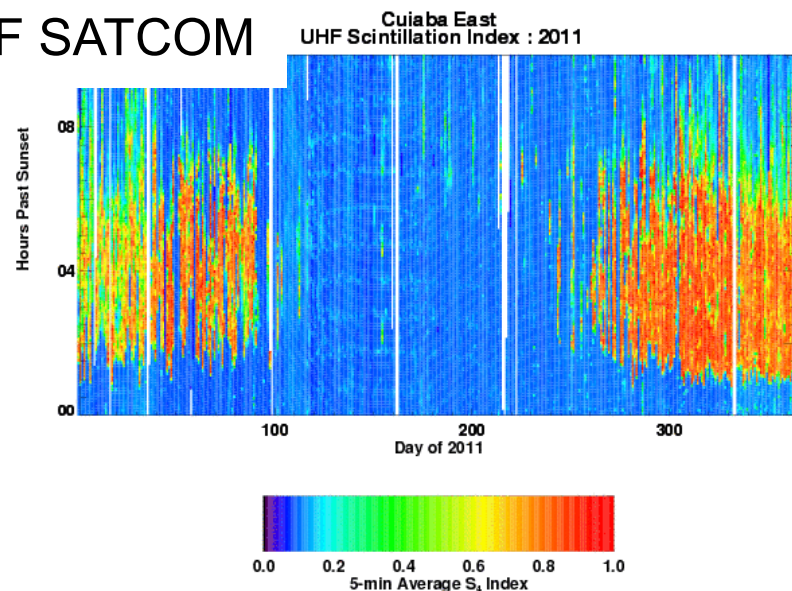 F SATCOM
Cuiaba East
UHF Scintillation Index : 2011
Hours Past Sunset
08
04
00
100 200 300
Day of 2011
0.0 0.2 0.4 0.6 0.8 1.0
5-min Average S₄ Index